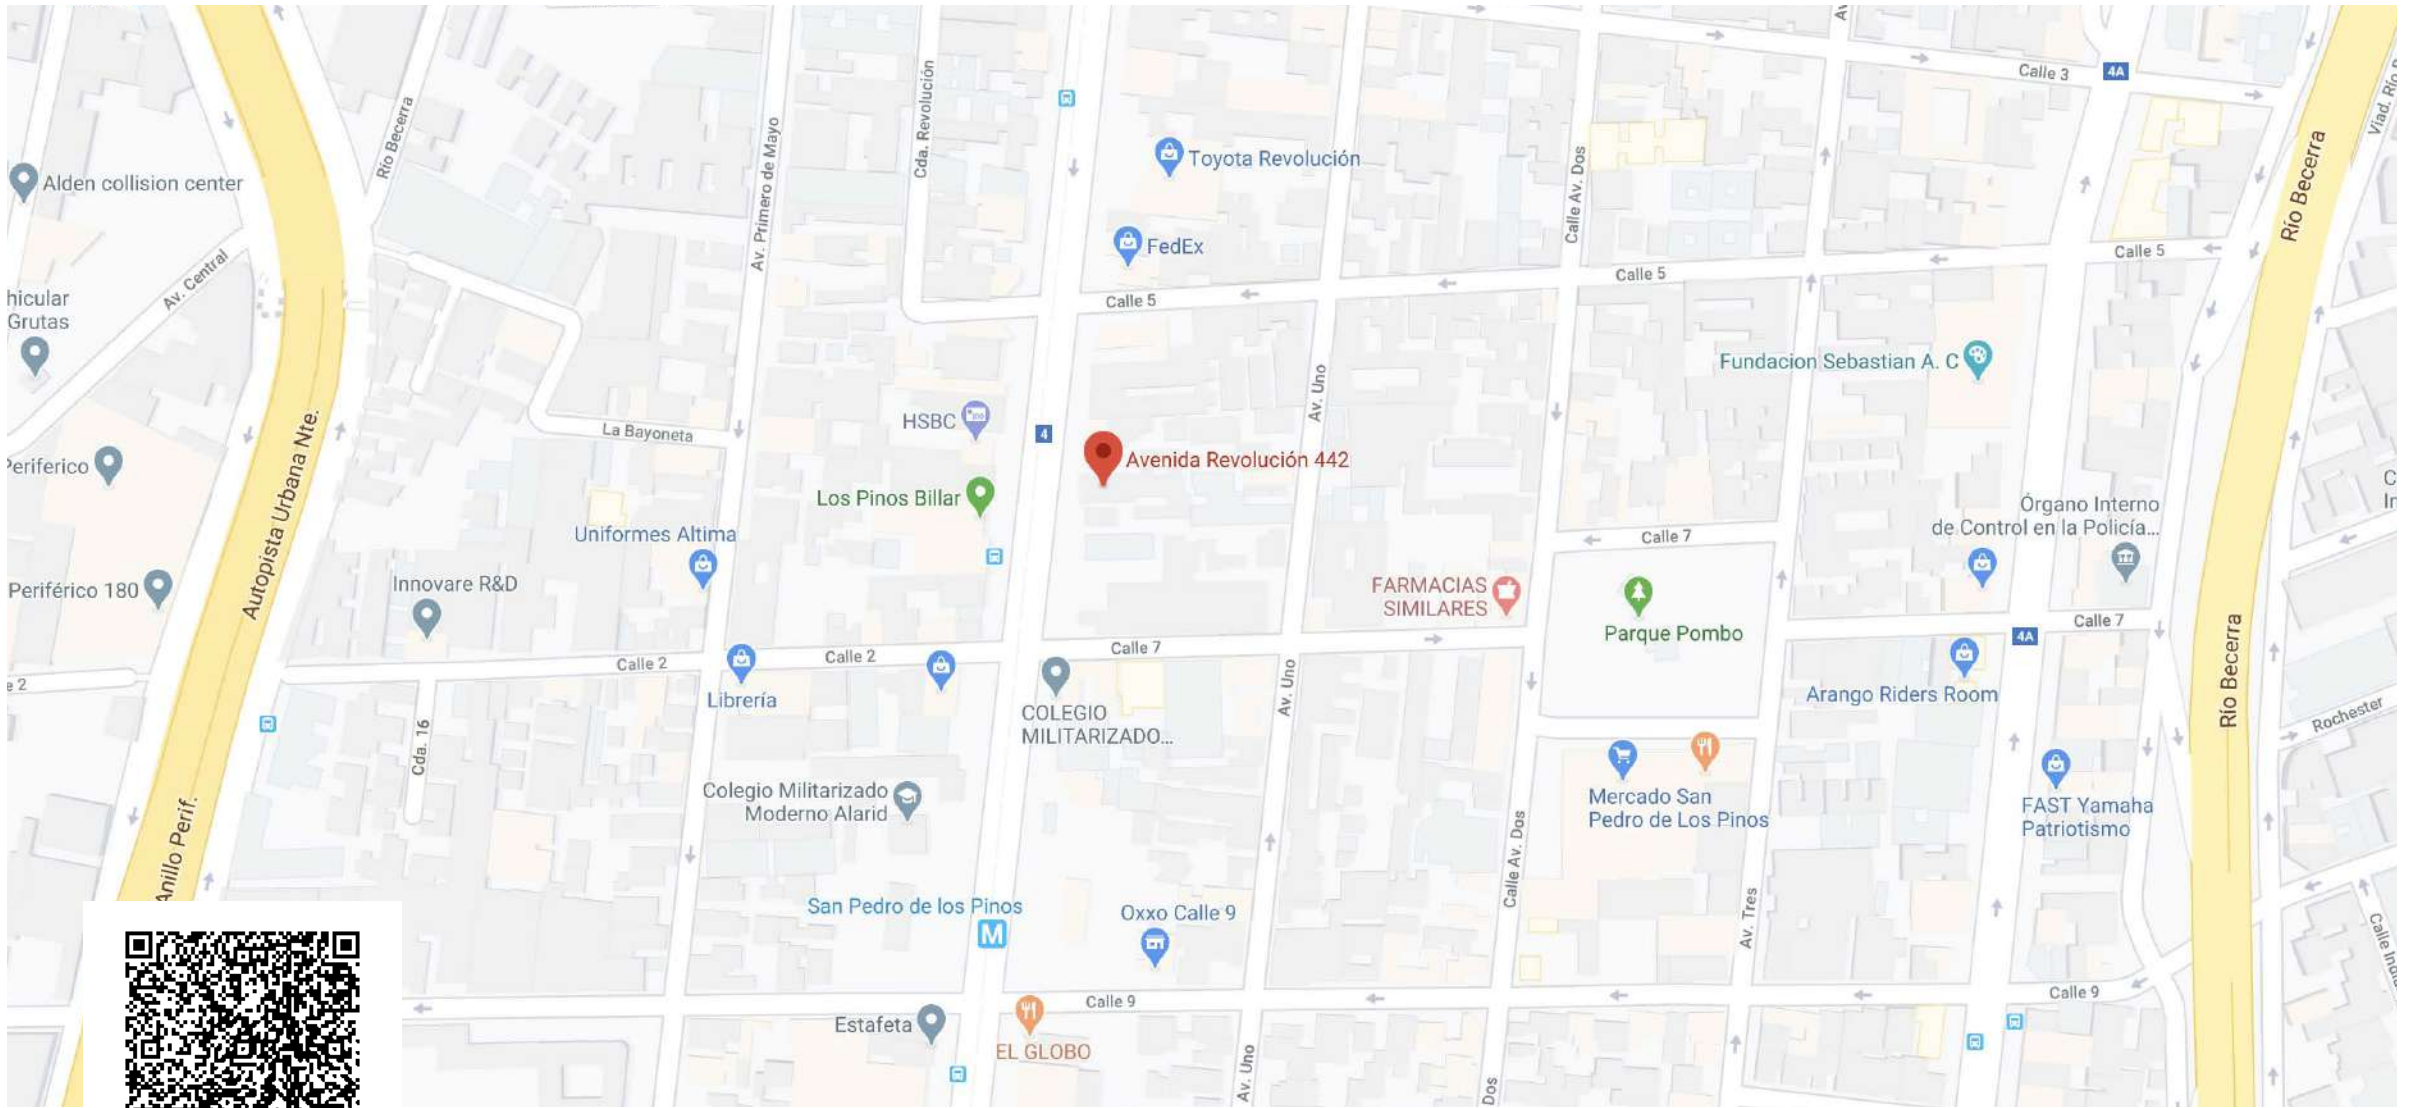 Calle 3
4A
Río Becerra
Cda. Revolución
Av. Primero de Mayo
Río Becerra
Toyota Revolución
Calle Av. Dos
Alden collision center
Río Becerra
FedEx
Av. Central
Calle 5
Calle 5
Calle 5
hicular
Grutas
Fundacion Sebastian A. C
Av. Uno
HSBC
4
La Bayoneta
Avenida Revolución 442
Periferico
Autopista Urbana Nte.
Los Pinos Billar
Órgano Interno
de Control en la Policía...
Uniformes Altima
Calle 7
Innovare R&D
Periférico 180
FARMACIAS
SIMILARES
Parque Pombo
Calle 7
4A
Calle 7
Calle 2
Calle 2
e 2
Librería
Av. Uno
Arango Riders Room
Río Becerra
Rochester
COLEGIO
MILITARIZADO...
Cda. 16
Colegio Militarizado
Moderno Alarid
Mercado San
Pedro de Los Pinos
FAST Yamaha
Patriotismo
Anillo Perif.
Calle Av. Dos
San Pedro de los Pinos
M
Oxxo Calle 9
Av. Tres
Calle 9
Calle 9
Estafeta
EL GLOBO
Av. Uno
Dos